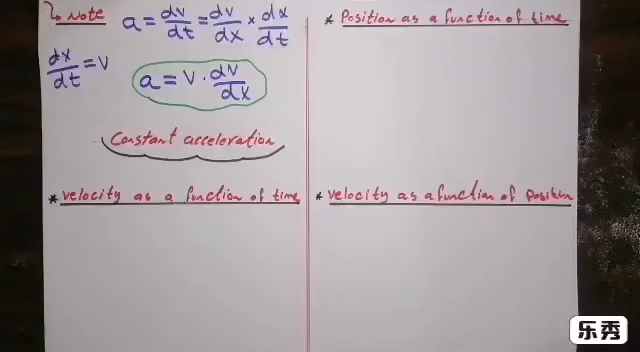 Note
a = dv/dt = dv/dx × dx/dt
dx/dt = v
a = v · dv/dx
Constant acceleration
* velocity as a function of time
* Position as a function of time
* velocity as a function of position
乐秀